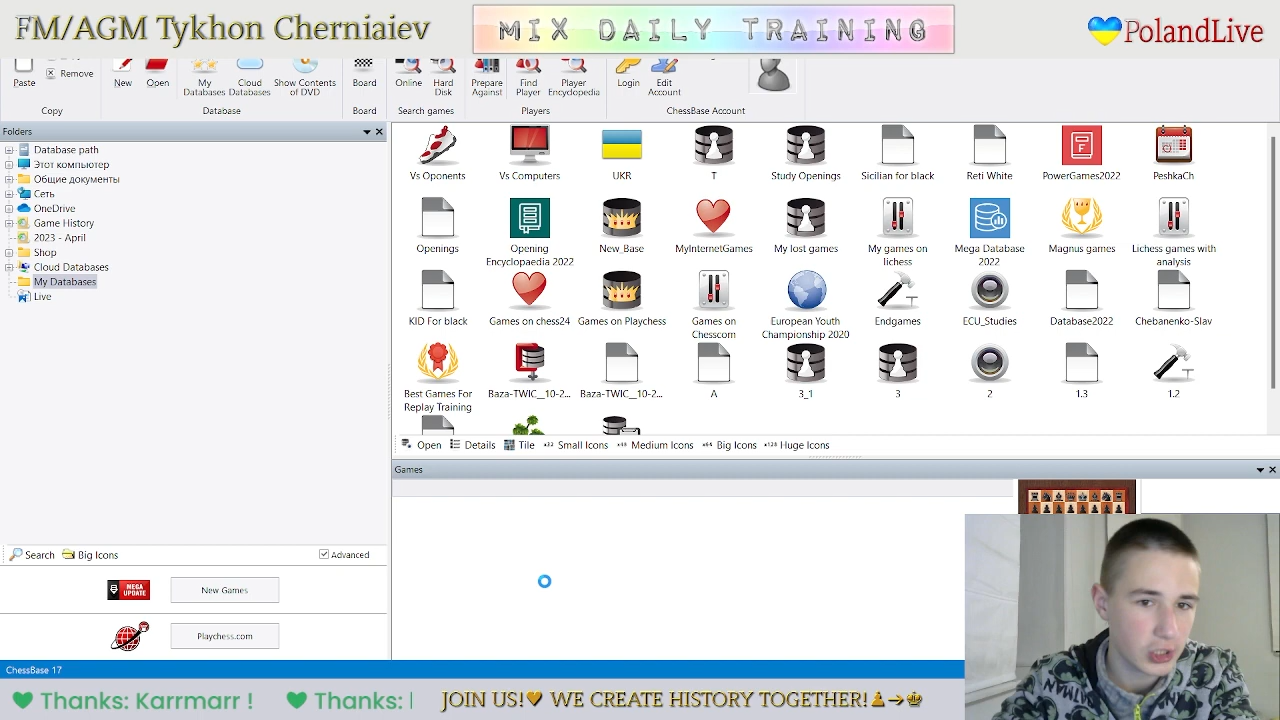 FM/AGM Tykhon Cherniaiev
MIX DAILY TRAINING
PolandLive
Paste
Remove
New
Open
My Databases
Cloud Databases
Show Contents of DVD
Board
Online
Hard Disk
Prepare Against
Find Player
Player Encyclopedia
Login
Edit Account
Copy
Database
Board
Search games
Players
ChessBase Account
Folders
Database path
Этот компьютер
Общие документы
Сеть
OneDrive
Game History
2023 - April
Shop
Cloud Databases
My Databases
Live
Vs Oponents
Vs Computers
UKR
T
Study Openings
Sicilian for black
Reti White
PowerGames2022
PeshkaCh
Openings
Opening Encyclopaedia 2022
New_Base
MyInternetGames
My lost games
My games on lichess
Mega Database 2022
Magnus games
Lichess games with analysis
KID For black
Games on chess24
Games on Playchess
Games on Chesscom
European Youth Championship 2020
Endgames
ECU_Studies
Database2022
Chebanenko-Slav
Best Games For Replay Training
Baza-TWIC__10-2...
Baza-TWIC__10-2...
A
3_1
3
2
1.3
1.2
Open
Details
Tile
Small Icons
Medium Icons
Big Icons
Huge Icons
Games
Search
Big Icons
Advanced
MEGA UPDATE
New Games
Playchess.com
ChessBase 17
Thanks: Karrmarr !
Thanks:
JOIN US!♥ WE CREATE HISTORY TOGETHER!♟→♚